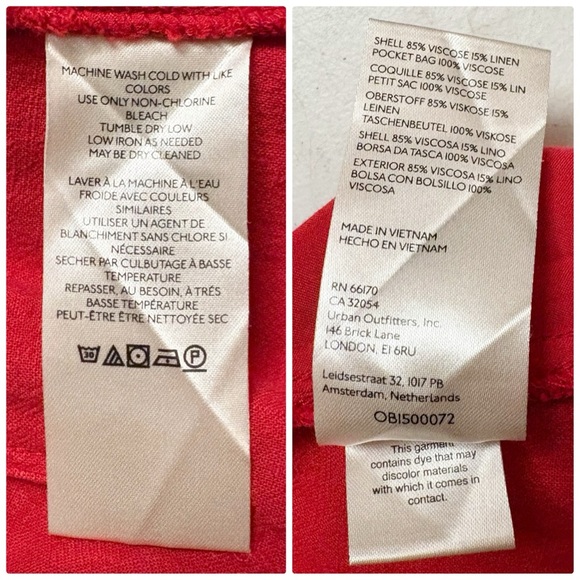 MACHINE WASH COLD WITH LIKE
COLORS
USE ONLY NON-CHLORINE
BLEACH
TUMBLE DRY LOW
LOW IRON AS NEEDED
MAY BE DRY CLEANED
LAVER À LA MACHINE À L'EAU
FROIDE AVEC COULEURS
SIMILAIRES
UTILISER UN AGENT DE
BLANCHIMENT SANS CHLORE SI
NÉCESSAIRE
SECHER PAR CULBUTAGE À BASSE
TEMPERATURE
REPASSER, AU BESOIN, À TRÈS
BASSE TEMPÉRATURE
PEUT-ÊTRE ÊTRE NETTOYÉE SEC
30
P
SHELL 85% VISCOSE 15% LINEN
POCKET BAG 100% VISCOSE
COQUILLE 85% VISCOSE 15% LIN
PETIT SAC 100% VISCOSE
OBERSTOFF 85% VISKOSE 15%
LEINEN
TASCHENBEUTEL 100% VISKOSE
SHELL 85% VISCOSA 15% LINO
BORSA DA TASCA 100% VISCOSA
EXTERIOR 85% VISCOSA 15% LINO
BOLSA CON BOLSILLO 100%
VISCOSA
MADE IN VIETNAM
HECHO EN VIETNAM
RN 66170
CA 32054
Urban Outfitters, Inc.
146 Brick Lane
LONDON, E1 6RU
Leidsestraat 32, 1017 PB
Amsterdam, Netherlands
OB1500072
This garment
contains dye that may
discolor materials
with which it comes in
contact.